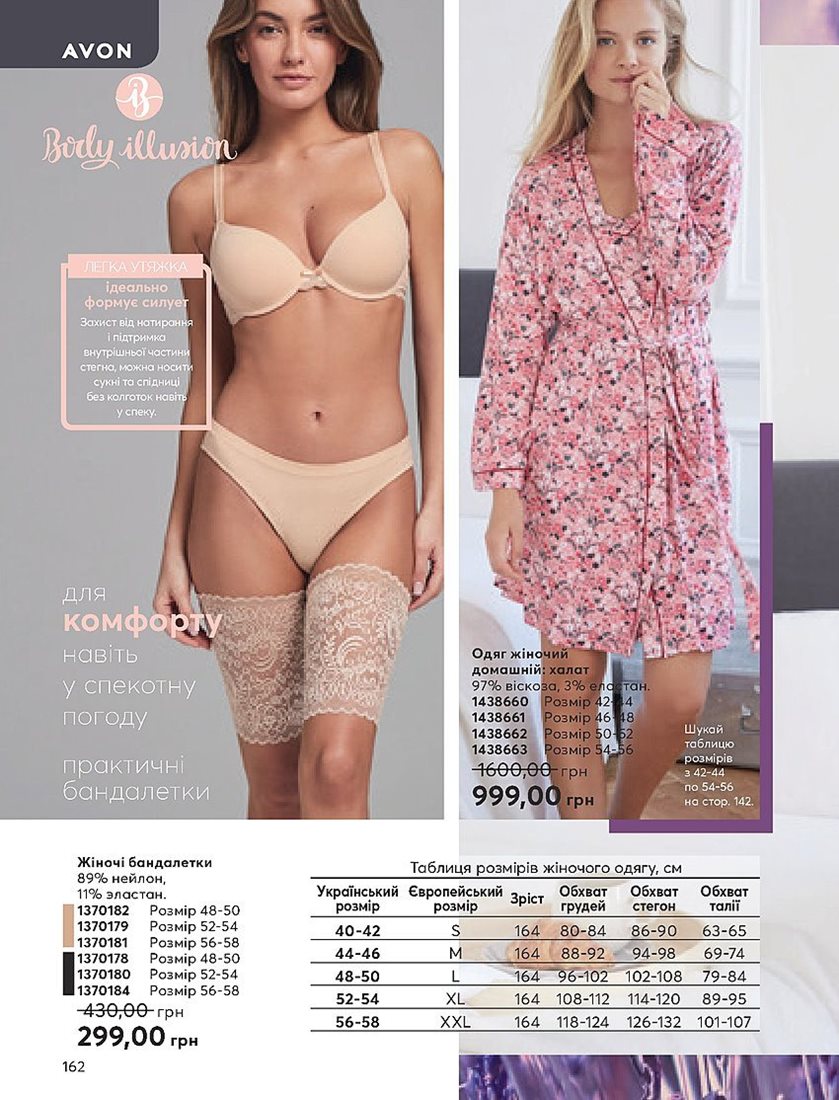 AVON
Body illusion
ЛЕГКА УТЯЖКА
ідеально
формує силует
Захист від натирання
і підтримка
внутрішньої частини
стегна, можна носити
сукні та спідниці
без колготок навіть
у спеку.
для
комфорту
навіть
у спекотну
погоду
практичні
бандалетки
Одяг жіночий
домашній: халат
97% віскоза, 3% еластан.
1438660 Розмір 42-44
1438661 Розмір 46-48
1438662 Розмір 50-52
1438663 Розмір 54-56
1600,00 грн
999,00 грн
Шукай
таблицю
розмірів
з 42-44
по 54-56
на стор. 142.
Жіночі бандалетки
89% нейлон,
11% эластан.
1370182 Розмір 48-50
1370179 Розмір 52-54
1370181 Розмір 56-58
1370178 Розмір 48-50
1370180 Розмір 52-54
1370184 Розмір 56-58
430,00 грн
299,00 грн
Таблиця розмірів жіночого одягу, см
Український розмір Європейський розмір Зріст Обхват грудей Обхват стегон Обхват талії
40-42 S 164 80-84 86-90 63-65
44-46 M 164 88-92 94-98 69-74
48-50 L 164 96-102 102-108 79-84
52-54 XL 164 108-112 114-120 89-95
56-58 XXL 164 118-124 126-132 101-107
162